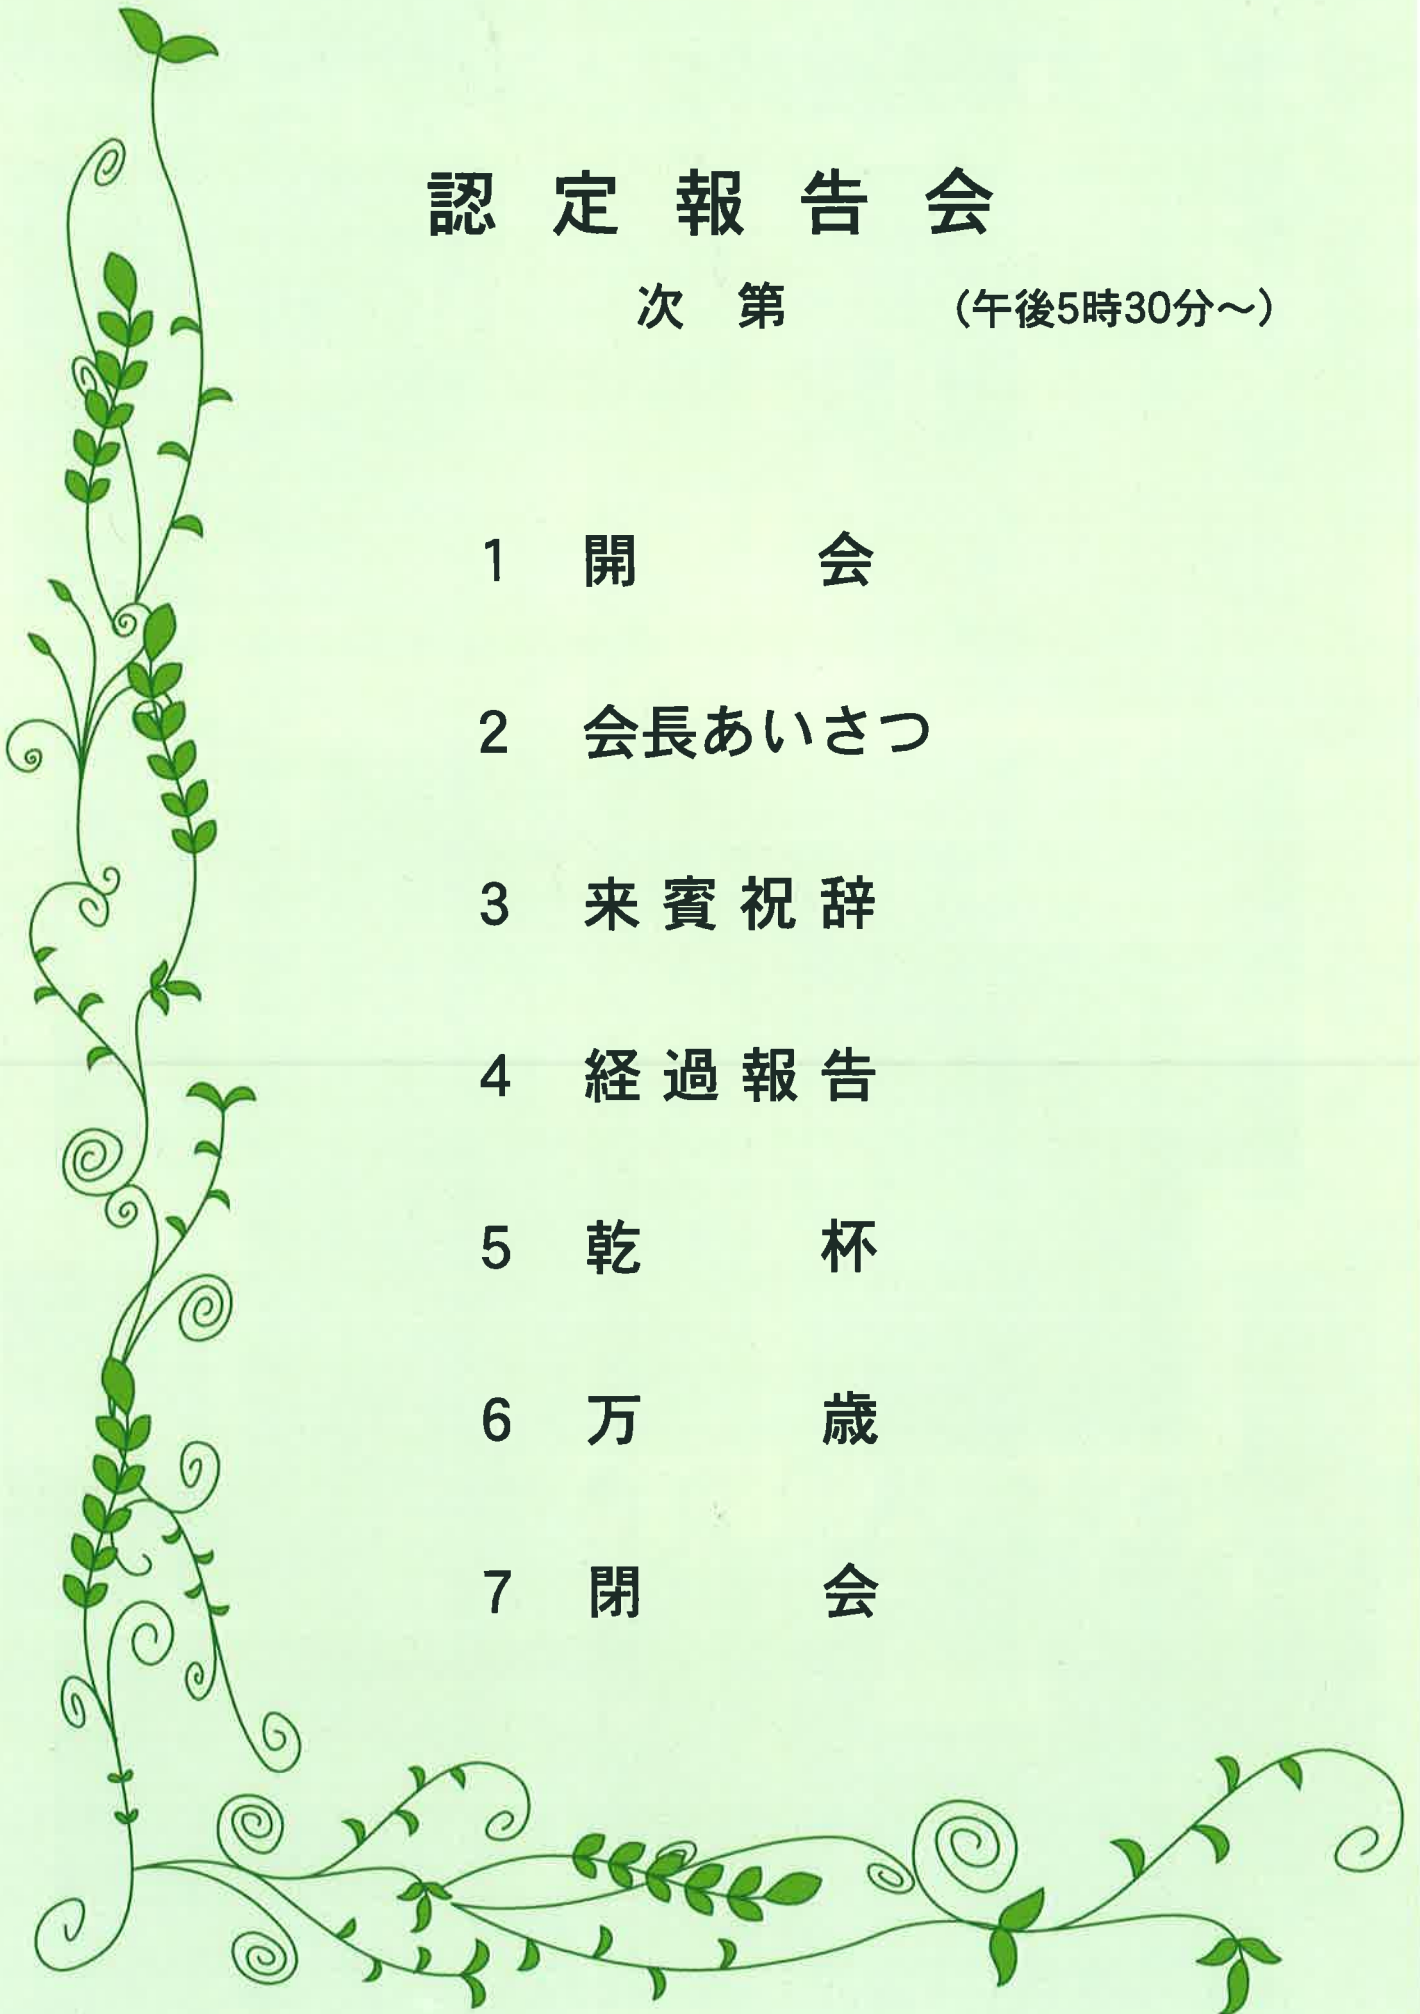 認定報告会
次第 (午後5時30分～)
1 開会
2 会長あいさつ
3 来賓祝辞
4 経過報告
5 乾杯
6 万歳
7 閉会